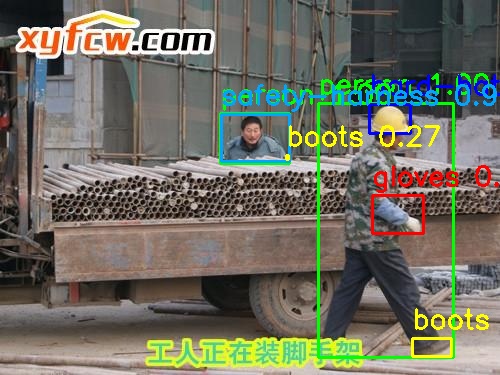 xyfcw.com
person 1.00
safety-harness 0.9
boots 0.27
gloves 0.
boots
工人正在装脚手架